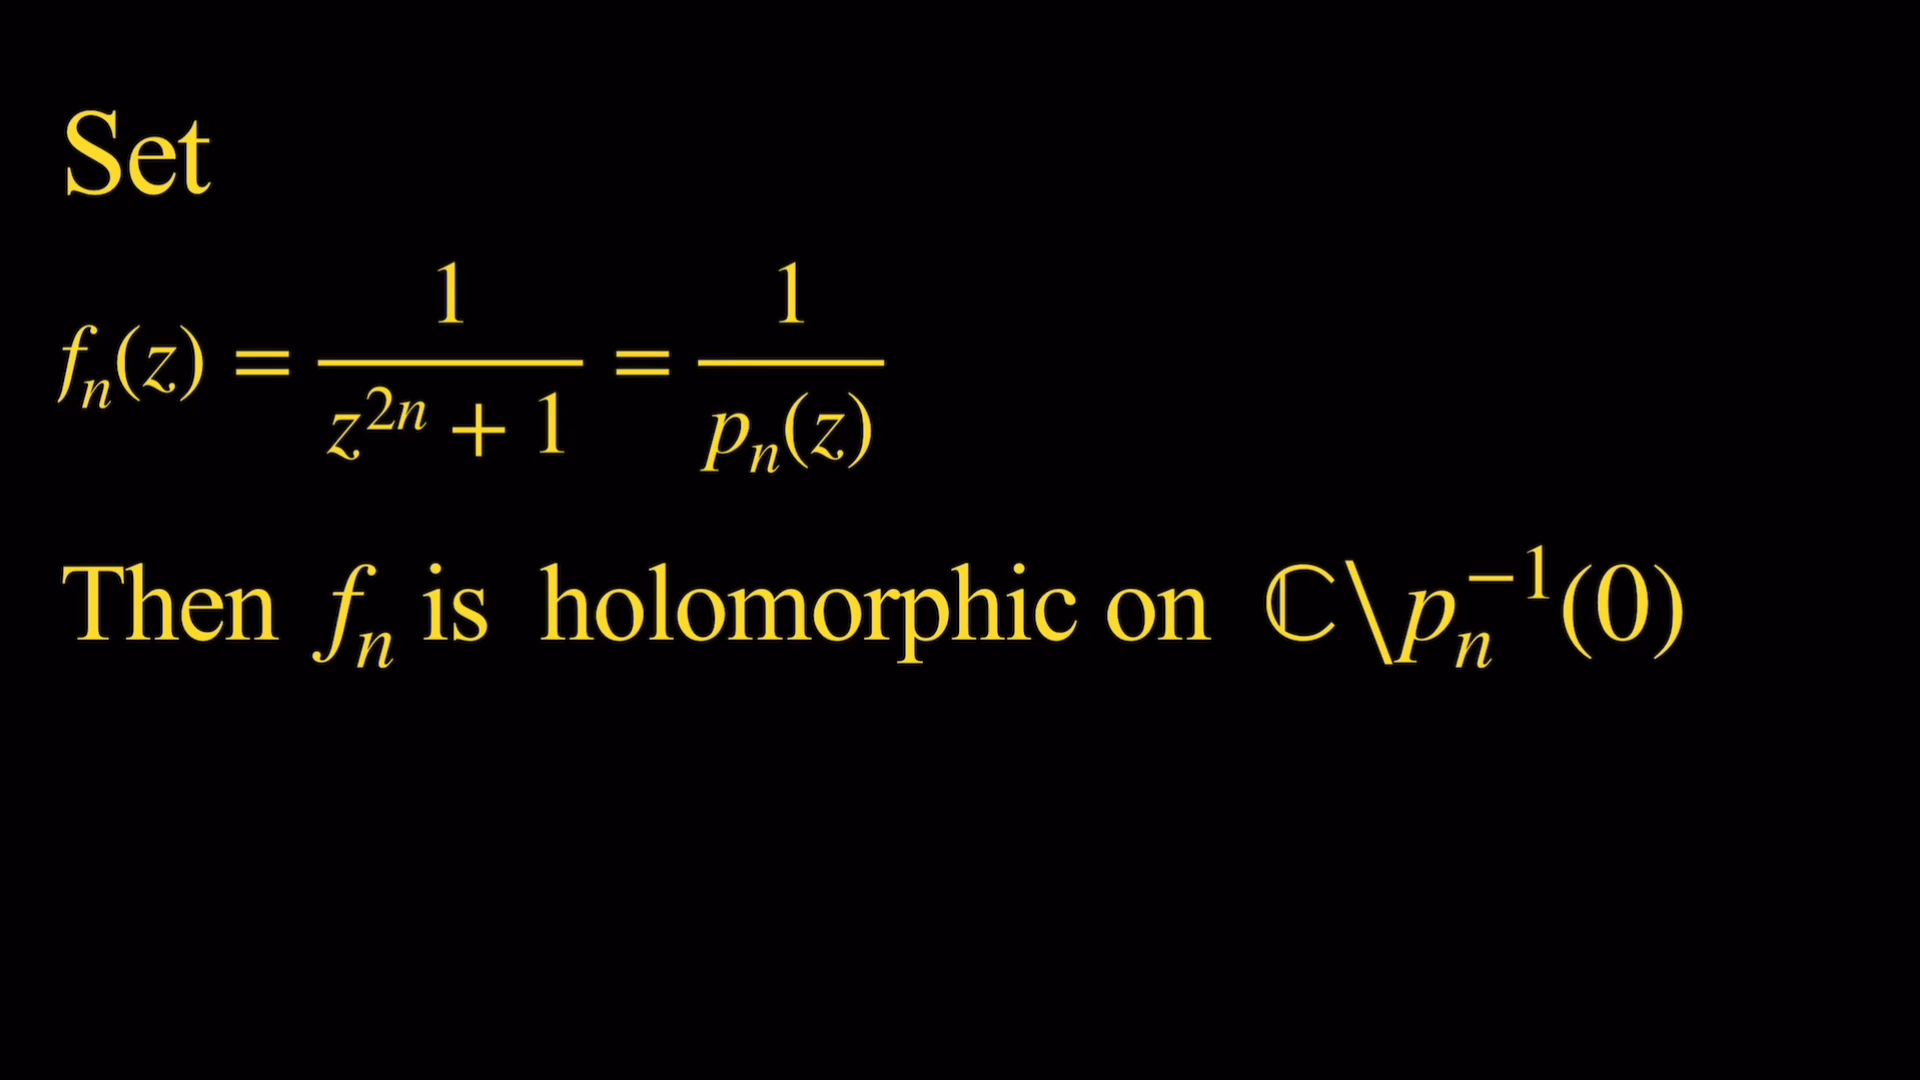 Set
fₙ(z) = 1 / (z²ⁿ + 1) = 1 / pₙ(z)
Then fₙ is holomorphic on ℂ\pₙ⁻¹(0)